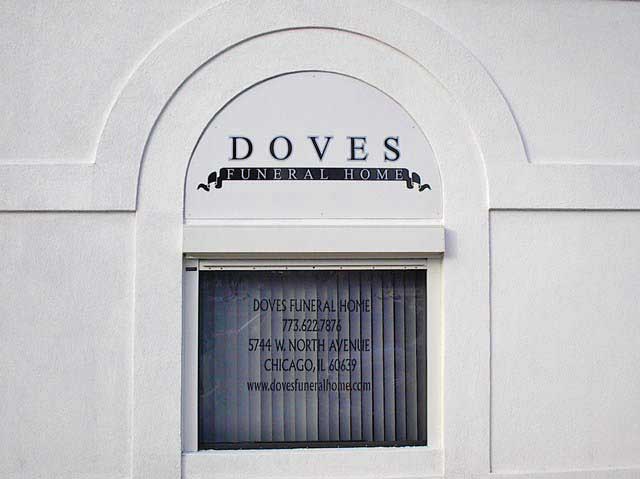 DOVES
FUNERAL HOME
DOVES FUNERAL HOME
773.622.7876
5744 W. NORTH AVENUE
CHICAGO, IL 60639
www.dovesfuneralhome.com